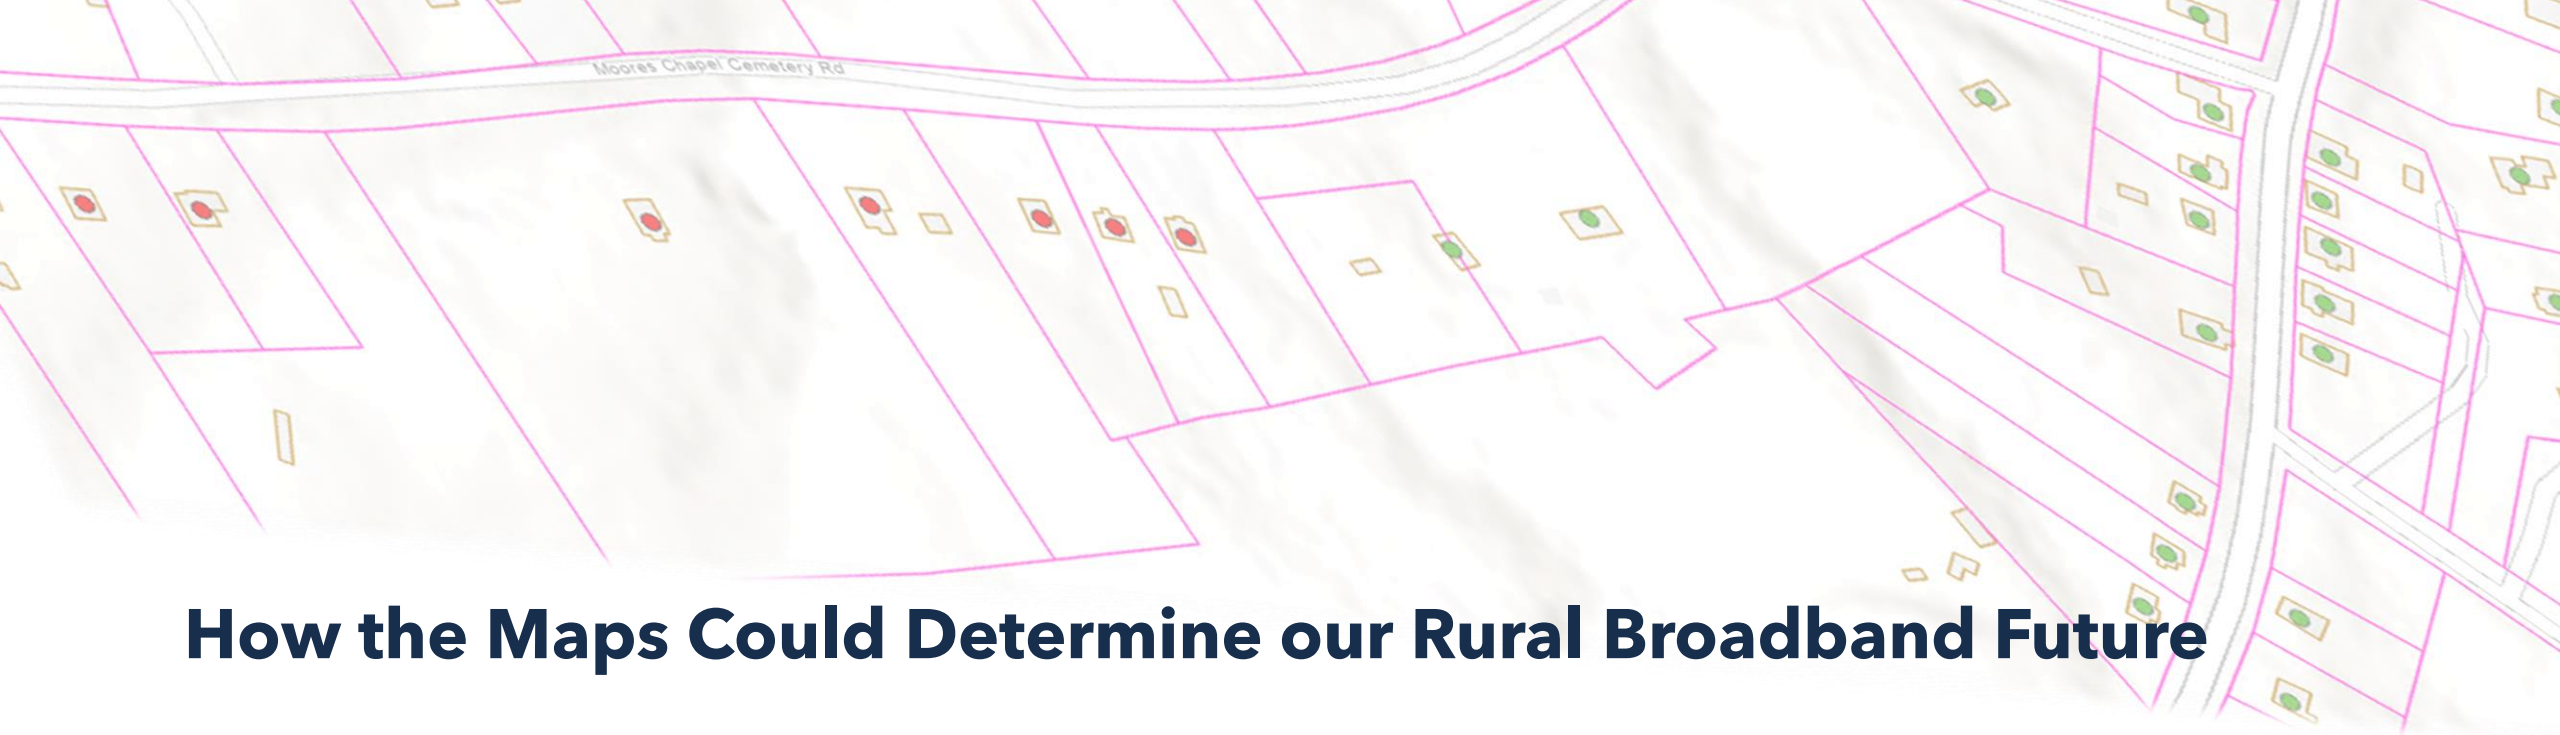 Moores Chapel Cemetery Rd
How the Maps Could Determine our Rural Broadband Future